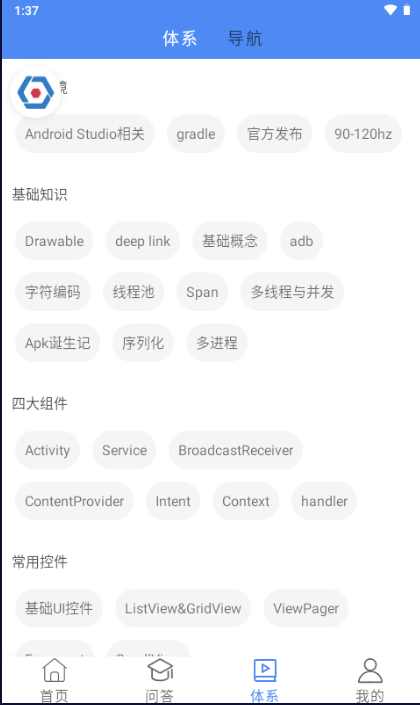 1:37
体系 导航
Android Studio相关 gradle 官方发布 90-120hz
基础知识
Drawable deep link 基础概念 adb
字符编码 线程池 Span 多线程与并发
Apk诞生记 序列化 多进程
四大组件
Activity Service BroadcastReceiver
ContentProvider Intent Context handler
常用控件
基础UI控件 ListView&GridView ViewPager
首页 问答 体系 我的